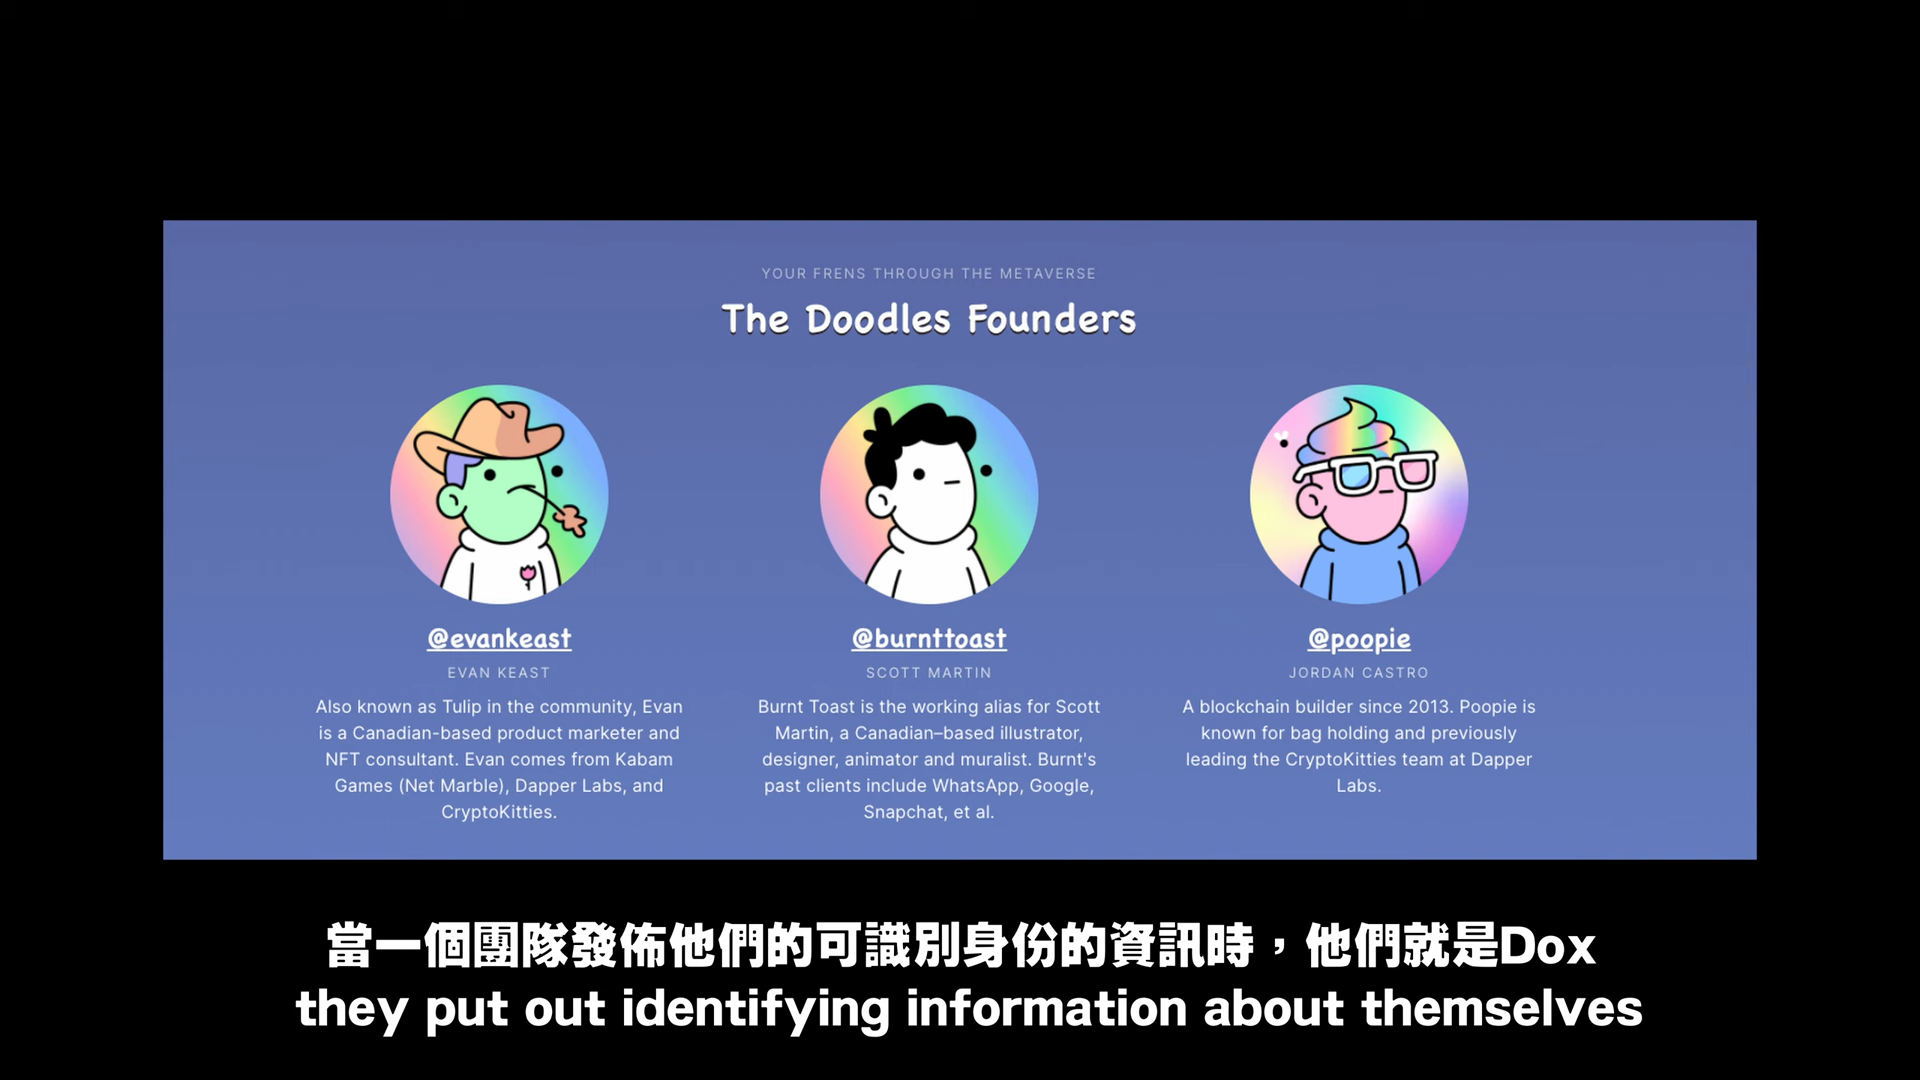 YOUR FRENS THROUGH THE METAVERSE
The Doodles Founders
@evankeast
EVAN KEAST
Also known as Tulip in the community, Evan
is a Canadian-based product marketer and
NFT consultant. Evan comes from Kabam
Games (Net Marble), Dapper Labs, and
CryptoKitties.
@burnttoast
SCOTT MARTIN
Burnt Toast is the working alias for Scott
Martin, a Canadian–based illustrator,
designer, animator and muralist. Burnt's
past clients include WhatsApp, Google,
Snapchat, et al.
@poopie
JORDAN CASTRO
A blockchain builder since 2013. Poopie is
known for bag holding and previously
leading the CryptoKitties team at Dapper
Labs.
當一個團隊發佈他們的可識別身份的資訊時，他們就是Dox
they put out identifying information about themselves